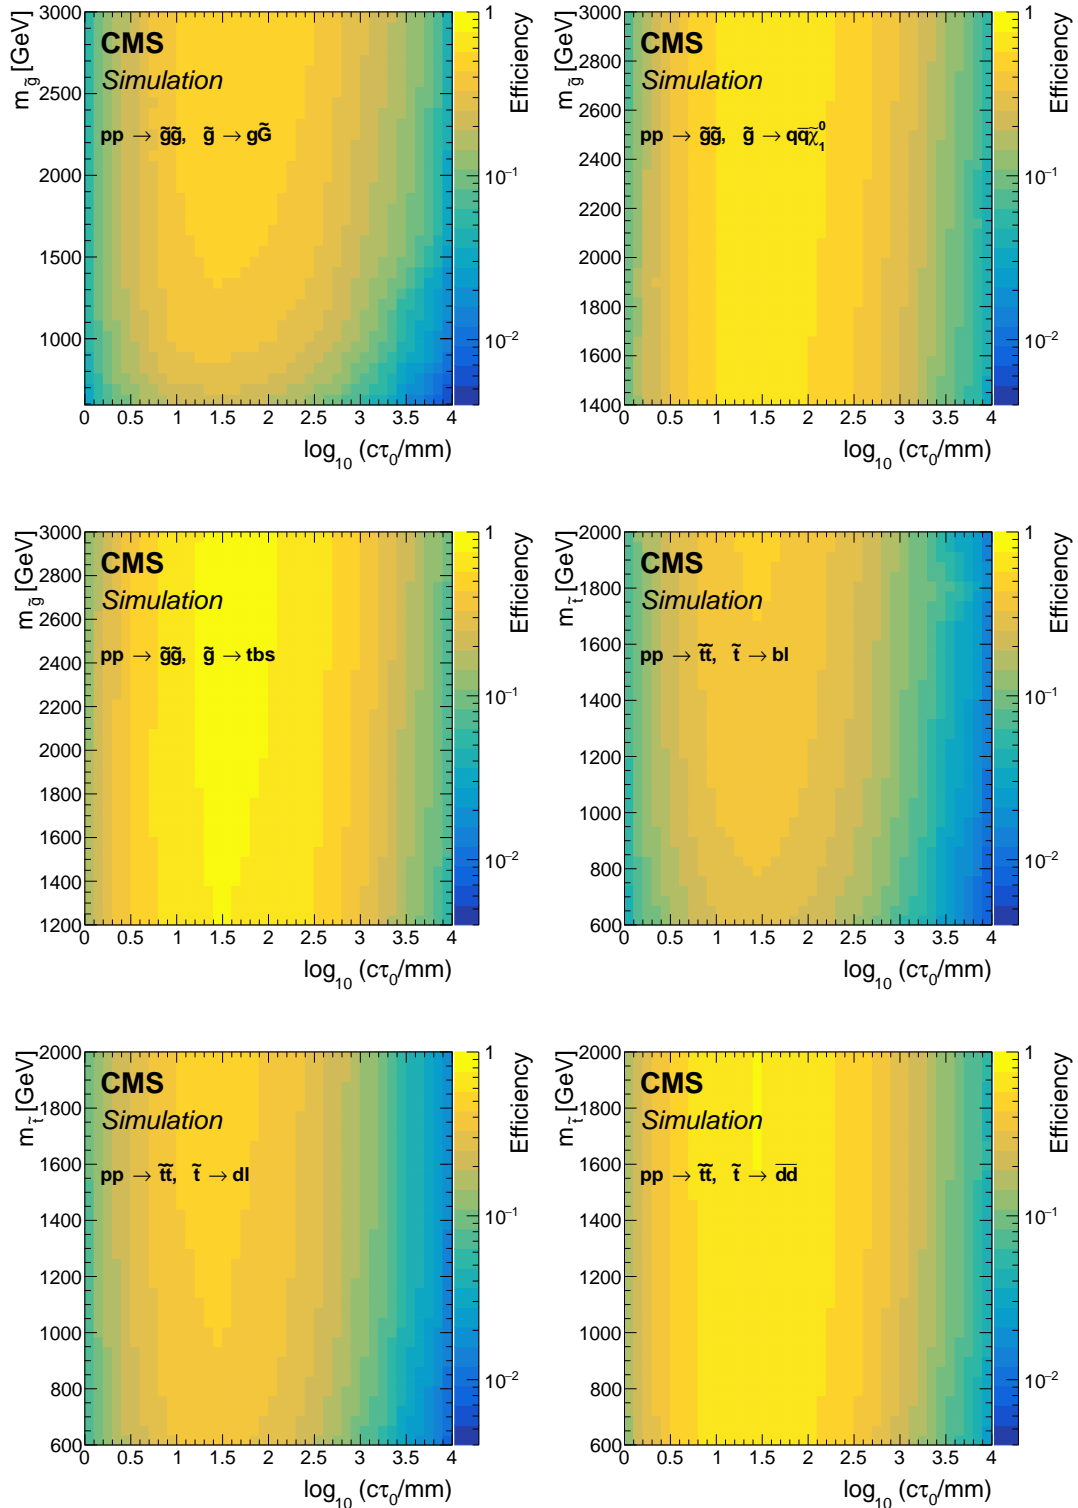 m_g̃ [GeV]
3000
2500
2000
1500
1000
CMS
Simulation
pp → g̃g̃, g̃ → gG̃
0 0.5 1 1.5 2 2.5 3 3.5 4
log₁₀ (cτ₀/mm)
1
10⁻¹
10⁻²
Efficiency
m_g̃ [GeV]
3000
2800
2600
2400
2200
2000
1800
1600
1400
CMS
Simulation
pp → g̃g̃, g̃ → qq̅χ̃₁⁰
0 0.5 1 1.5 2 2.5 3 3.5 4
log₁₀ (cτ₀/mm)
1
10⁻¹
10⁻²
Efficiency
m_g̃ [GeV]
3000
2800
2600
2400
2200
2000
1800
1600
1400
1200
CMS
Simulation
pp → g̃g̃, g̃ → tbs
0 0.5 1 1.5 2 2.5 3 3.5 4
log₁₀ (cτ₀/mm)
1
10⁻¹
10⁻²
Efficiency
m_t̃ [GeV]
2000
1800
1600
1400
1200
1000
800
600
CMS
Simulation
pp → t̃t̃, t̃ → bl
0 0.5 1 1.5 2 2.5 3 3.5 4
log₁₀ (cτ₀/mm)
1
10⁻¹
10⁻²
Efficiency
m_t̃ [GeV]
2000
1800
1600
1400
1200
1000
800
600
CMS
Simulation
pp → t̃t̃, t̃ → dl
0 0.5 1 1.5 2 2.5 3 3.5 4
log₁₀ (cτ₀/mm)
1
10⁻¹
10⁻²
Efficiency
m_t̃ [GeV]
2000
1800
1600
1400
1200
1000
800
600
CMS
Simulation
pp → t̃t̃, t̃ → d̅d̅
0 0.5 1 1.5 2 2.5 3 3.5 4
log₁₀ (cτ₀/mm)
1
10⁻¹
10⁻²
Efficiency